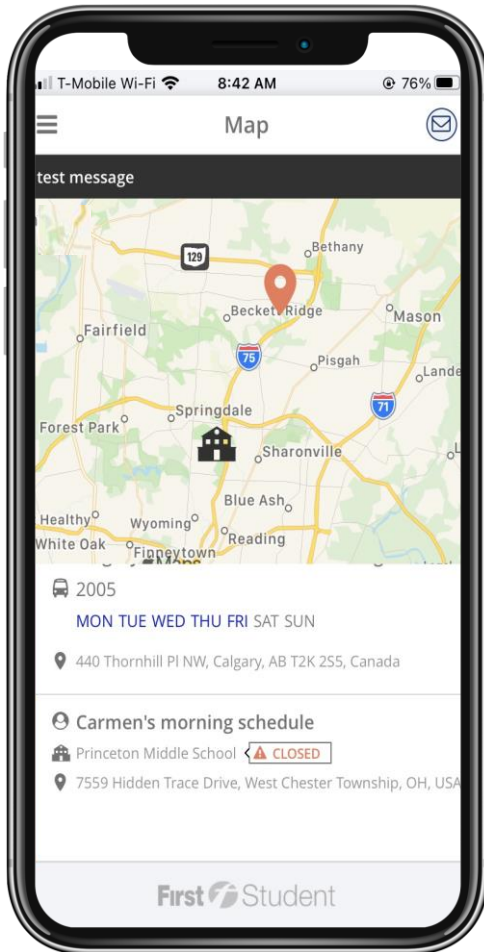 T-Mobile Wi-Fi 8:42 AM 76%
Map
test message
129
Bethany
Beckett Ridge
Mason
Fairfield
75
Pisgah
Lande
71
Springdale
Forest Park
Sharonville
Blue Ash
Healthy
Wyoming
Reading
White Oak
Finneytown
Maps
2005
MON TUE WED THU FRI SAT SUN
440 Thornhill Pl NW, Calgary, AB T2K 2S5, Canada
Carmen's morning schedule
Princeton Middle School CLOSED
7559 Hidden Trace Drive, West Chester Township, OH, USA
First Student